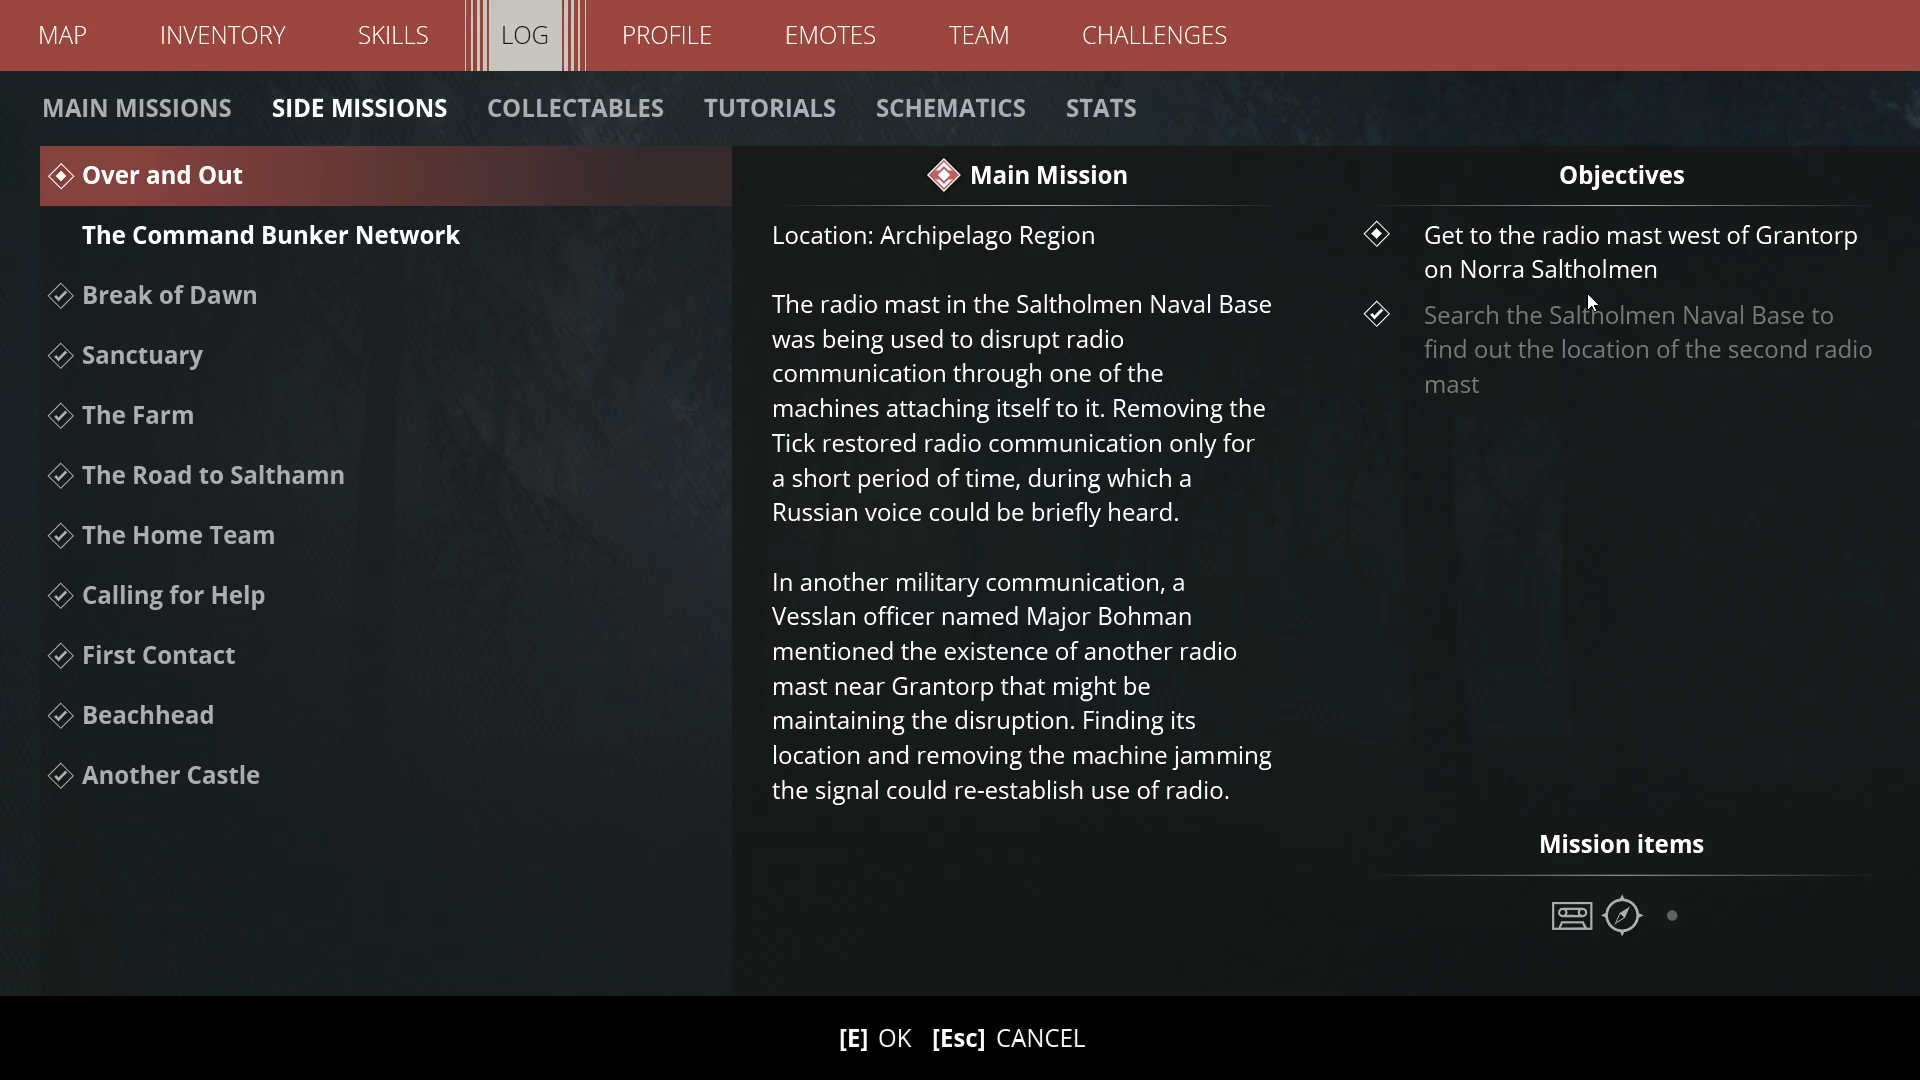 MAP INVENTORY SKILLS LOG PROFILE EMOTES TEAM CHALLENGES
MAIN MISSIONS SIDE MISSIONS COLLECTABLES TUTORIALS SCHEMATICS STATS
Over and Out
The Command Bunker Network
Break of Dawn
Sanctuary
The Farm
The Road to Salthamn
The Home Team
Calling for Help
First Contact
Beachhead
Another Castle
Main Mission
Location: Archipelago Region
The radio mast in the Saltholmen Naval Base
was being used to disrupt radio
communication through one of the
machines attaching itself to it. Removing the
Tick restored radio communication only for
a short period of time, during which a
Russian voice could be briefly heard.
In another military communication, a
Vesslan officer named Major Bohman
mentioned the existence of another radio
mast near Grantorp that might be
maintaining the disruption. Finding its
location and removing the machine jamming
the signal could re-establish use of radio.
Objectives
Get to the radio mast west of Grantorp
on Norra Saltholmen
Search the Saltholmen Naval Base to
find out the location of the second radio
mast
Mission items
[E] OK [Esc] CANCEL